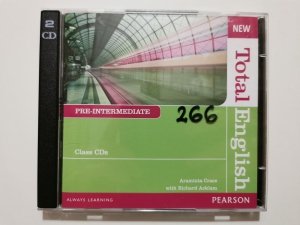 2
CD
NEW
Total English
PRE-INTERMEDIATE
266
Class CDs
Araminta Crace
with Richard Acklam
ALWAYS LEARNING
PEARSON